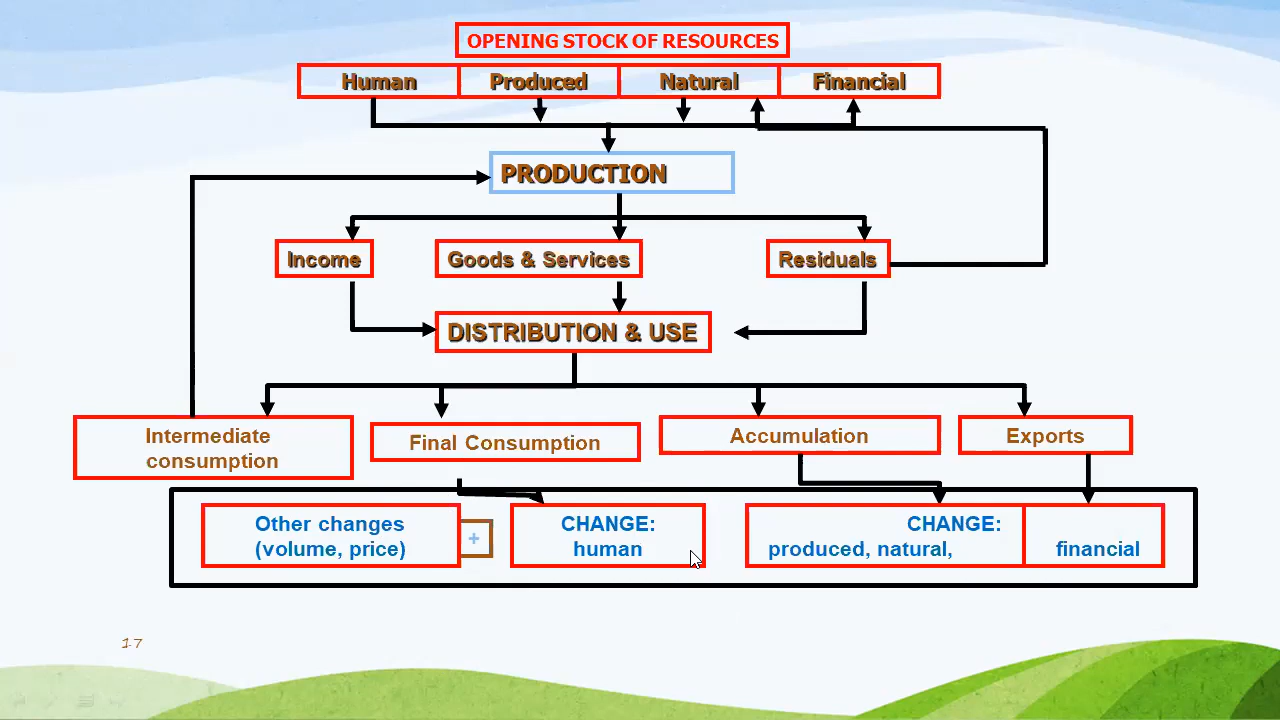 OPENING STOCK OF RESOURCES
Human Produced Natural Financial
PRODUCTION
Income Goods & Services Residuals
DISTRIBUTION & USE
Intermediate
consumption
Final Consumption
Accumulation
Exports
Other changes
(volume, price)
+
CHANGE:
human
CHANGE:
produced, natural, financial
17